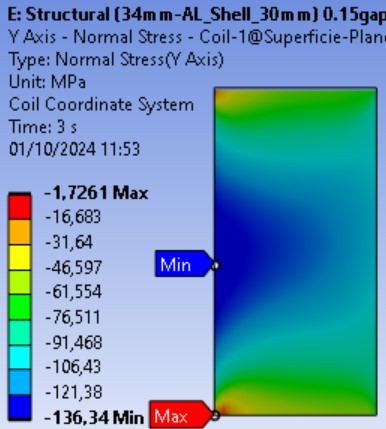 E: Structural (34mm-AL_Shell_30mm) 0.15gap
Y Axis - Normal Stress - Coil-1@Superficie-Plane
Type: Normal Stress(Y Axis)
Unit: MPa
Coil Coordinate System
Time: 3 s
01/10/2024 11:53
-1,7261 Max
-16,683
-31,64
-46,597
-61,554
-76,511
-91,468
-106,43
-121,38
-136,34 Min
Min
Max